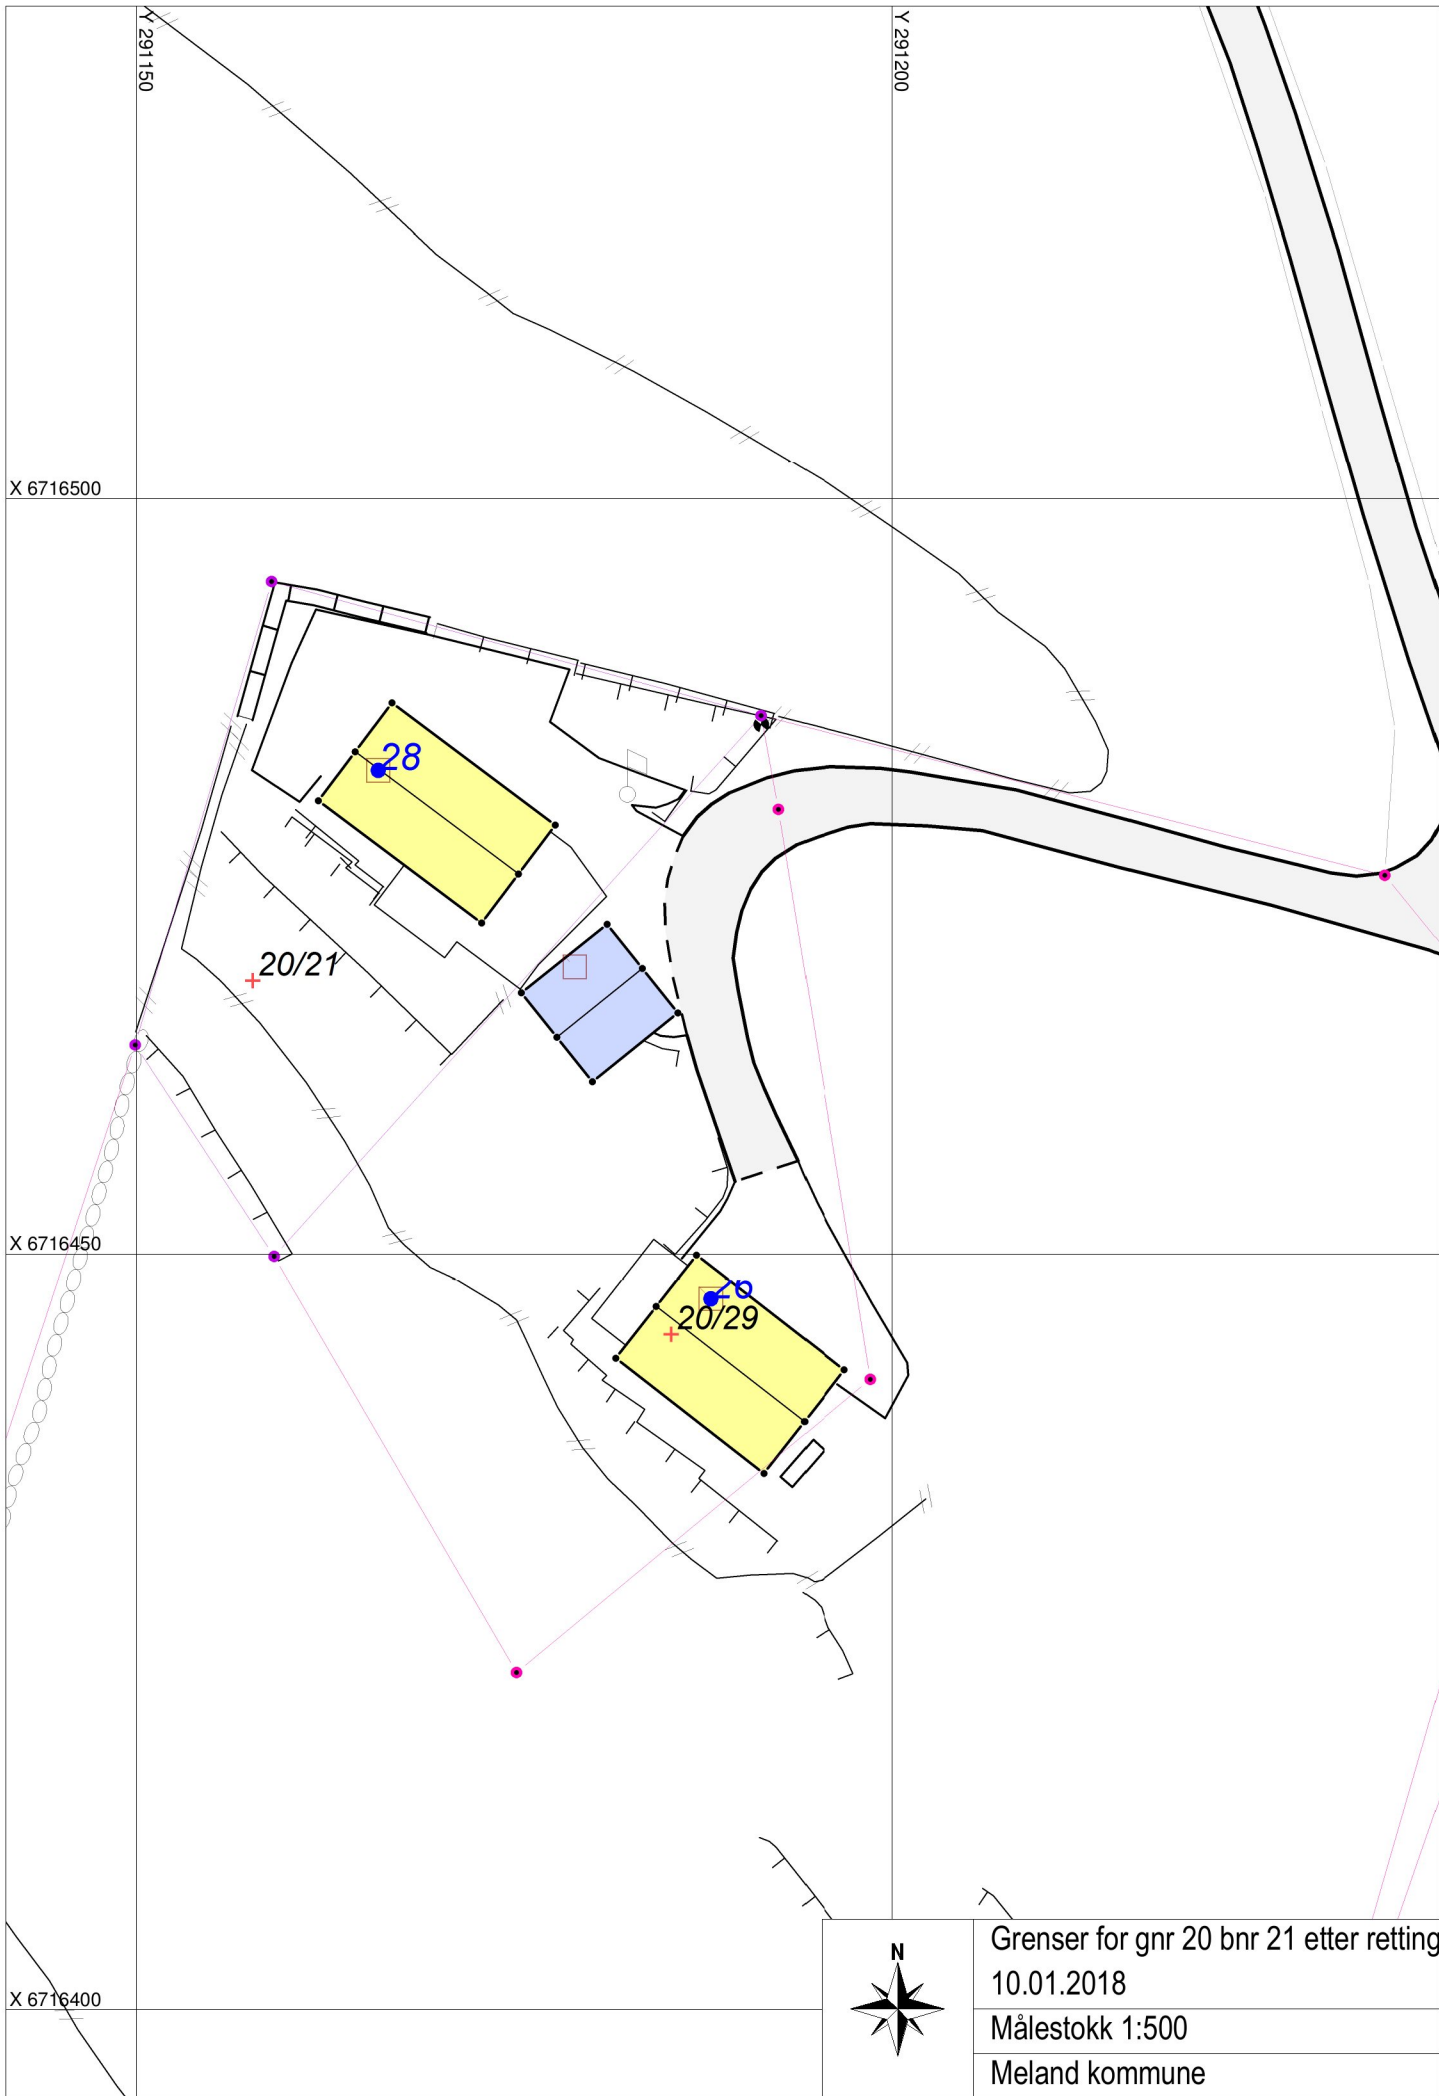 Y 291150
Y 291200
X 6716500
28
20/21
X 6716450
20/29
X 6716400
N
Grenser for gnr 20 bnr 21 etter retting
10.01.2018
Målestokk 1:500
Meland kommune